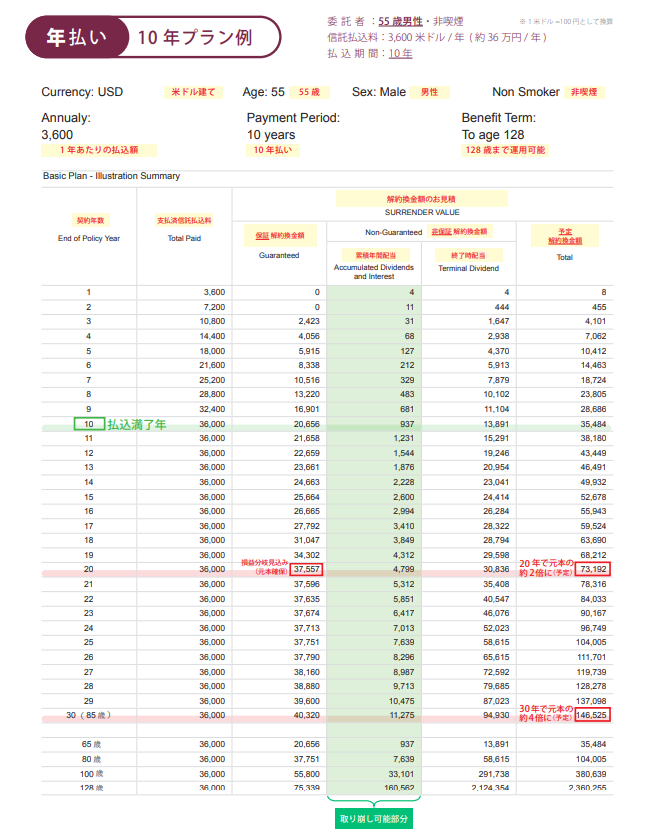 年払い 10年プラン例
委 託 者 ：55歳男性・非喫煙
※1米ドル=100円として換算
信託払込料：3,600米ドル / 年 ( 約36万円 / 年 )
払 込 期 間：10年
Currency: USD 米ドル建て Age: 55 55歳 Sex: Male 男性 Non Smoker 非喫煙
Annualy: Payment Period: Benefit Term:
3,600 10 years To age 128
1年あたりの払込額 10年払い 128歳まで運用可能
Basic Plan - Illustration Summary
解約換金額のお見積
SURRENDER VALUE
契約年数 支払済信託払込料 保証 解約換金額 Non-Guaranteed 非保証 解約換金額 予定
解約換金額
End of Policy Year Total Paid Guaranteed 累積年間配当 終了時配当 Total
Accumulated Dividends and Interest Terminal Dividend
1 3,600 0 4 4 8
2 7,200 0 11 444 455
3 10,800 2,423 31 1,647 4,101
4 14,400 4,056 68 2,938 7,062
5 18,000 5,915 127 4,370 10,412
6 21,600 8,338 212 5,913 14,463
7 25,200 10,516 329 7,879 18,724
8 28,800 13,220 483 10,102 23,805
9 32,400 16,901 681 11,104 28,686
10 払込満了年 36,000 20,656 937 13,891 35,484
11 36,000 21,658 1,231 15,291 38,180
12 36,000 22,659 1,544 19,246 43,449
13 36,000 23,661 1,876 20,954 46,491
14 36,000 24,663 2,228 23,041 49,932
15 36,000 25,664 2,600 24,414 52,678
16 36,000 26,665 2,994 26,284 55,943
17 36,000 27,792 3,410 28,322 59,524
18 36,000 31,047 3,849 28,794 63,690
19 36,000 34,302 4,312 29,598 68,212
損益分岐見込み
(元本確保)
20年で元本の
約2倍に(予定)
20 36,000 37,557 4,799 30,836 73,192
21 36,000 37,596 5,312 35,408 78,316
22 36,000 37,635 5,851 40,547 84,033
23 36,000 37,674 6,417 46,076 90,167
24 36,000 37,713 7,013 52,023 96,749
25 36,000 37,751 7,639 58,615 104,005
26 36,000 37,790 8,296 65,615 111,701
27 36,000 38,160 8,987 72,592 119,739
28 36,000 38,880 9,713 79,685 128,278
29 36,000 39,600 10,475 87,023 137,098
30年で元本の
約4倍に(予定)
30 ( 85歳 ) 36,000 40,320 11,275 94,930 146,525
65 歳 36,000 20,656 937 13,891 35,484
80 歳 36,000 37,751 7,639 58,615 104,005
100 歳 36,000 55,800 33,101 291,738 380,639
128 歳 36,000 75,339 160,562 2,124,354 2,360,255
取り崩し可能部分